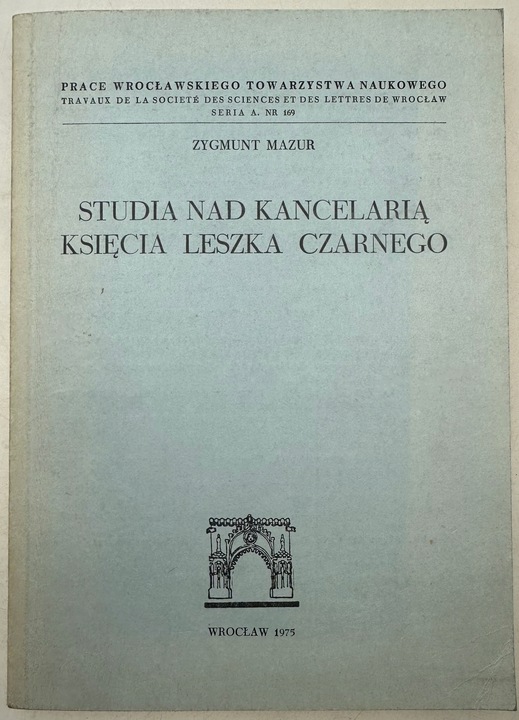 PRACE WROCŁAWSKIEGO TOWARZYSTWA NAUKOWEGO
TRAVAUX DE LA SOCIETÉ DES SCIENCES ET DES LETTRES DE WROCŁAW
SERIA A. NR 169
ZYGMUNT MAZUR
STUDIA NAD KANCELARIĄ
KSIĘCIA LESZKA CZARNEGO
WROCŁAW 1975